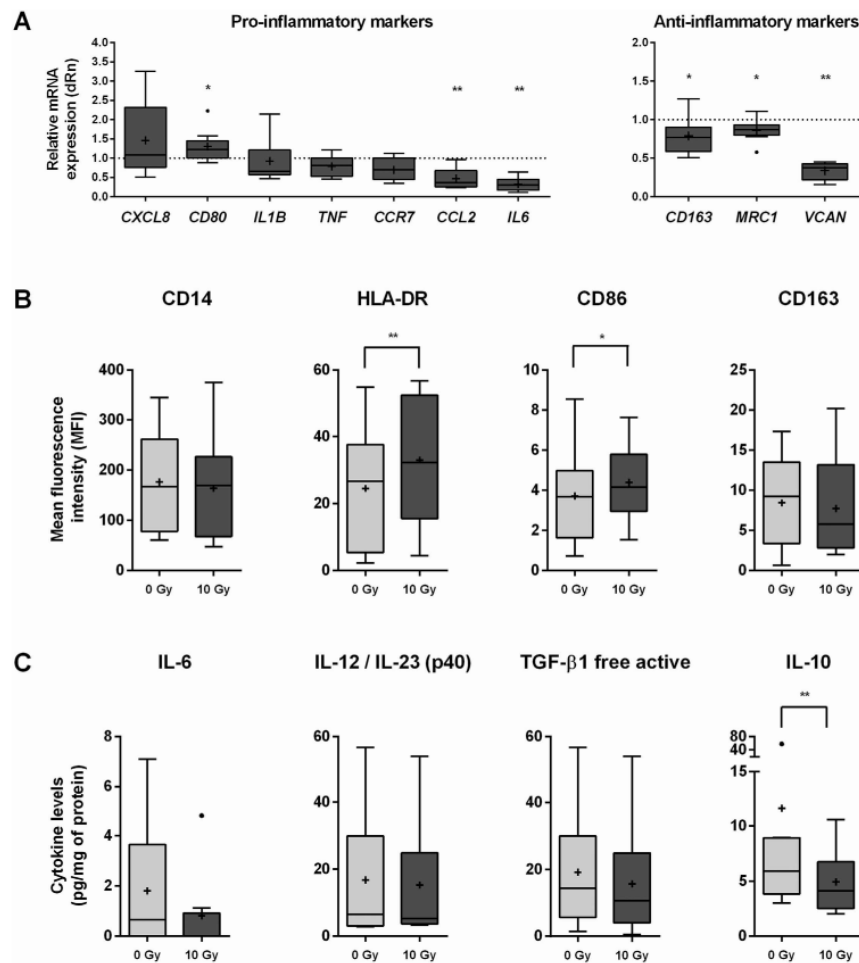 A
Pro-inflammatory markers
Anti-inflammatory markers
Relative mRNA
expression (dRn)
4.0
3.5
3.0
2.5
2.0
1.5
1.0
0.5
0.0
*
**
**
CXCL8 CD80 IL1B TNF CCR7 CCL2 IL6
2.0
1.5
1.0
0.5
0.0
*
*
**
CD163 MRC1 VCAN
B
CD14
HLA-DR
CD86
CD163
Mean fluorescence
intensity (MFI)
400
300
200
100
0
0 Gy 10 Gy
**
60
40
20
0
0 Gy 10 Gy
*
10
8
6
4
2
0
0 Gy 10 Gy
25
20
15
10
5
0
0 Gy 10 Gy
C
IL-6
IL-12 / IL-23 (p40)
TGF-β1 free active
IL-10
Cytokine levels
(pg/mg of protein)
8
6
4
2
0
0 Gy 10 Gy
60
40
20
0
0 Gy 10 Gy
60
40
20
0
0 Gy 10 Gy
**
80
40
15
10
5
0
0 Gy 10 Gy